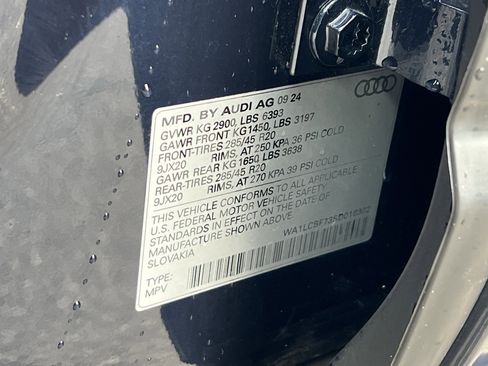 MFD. BY AUDI AG 09 24
GVWR KG 2900, LBS 6393
GAWR FRONT KG1450, LBS 3197
FRONT-TIRES 285/45 R20
9JX20 RIMS, AT 250 KPA 36 PSI COLD
GAWR REAR KG 1650 LBS 3638
REAR-TIRES 285/45 R20
9JX20 RIMS, AT 270 KPA 39 PSI COLD
THIS VEHICLE CONFORMS TO ALL APPLICABLE
U.S. FEDERAL MOTOR VEHICLE SAFETY
STANDARDS IN EFFECT ON THE DATE OF
MANUFACTURE SHOWN ABOVE.
SLOVAKIA
TYPE:
MPV